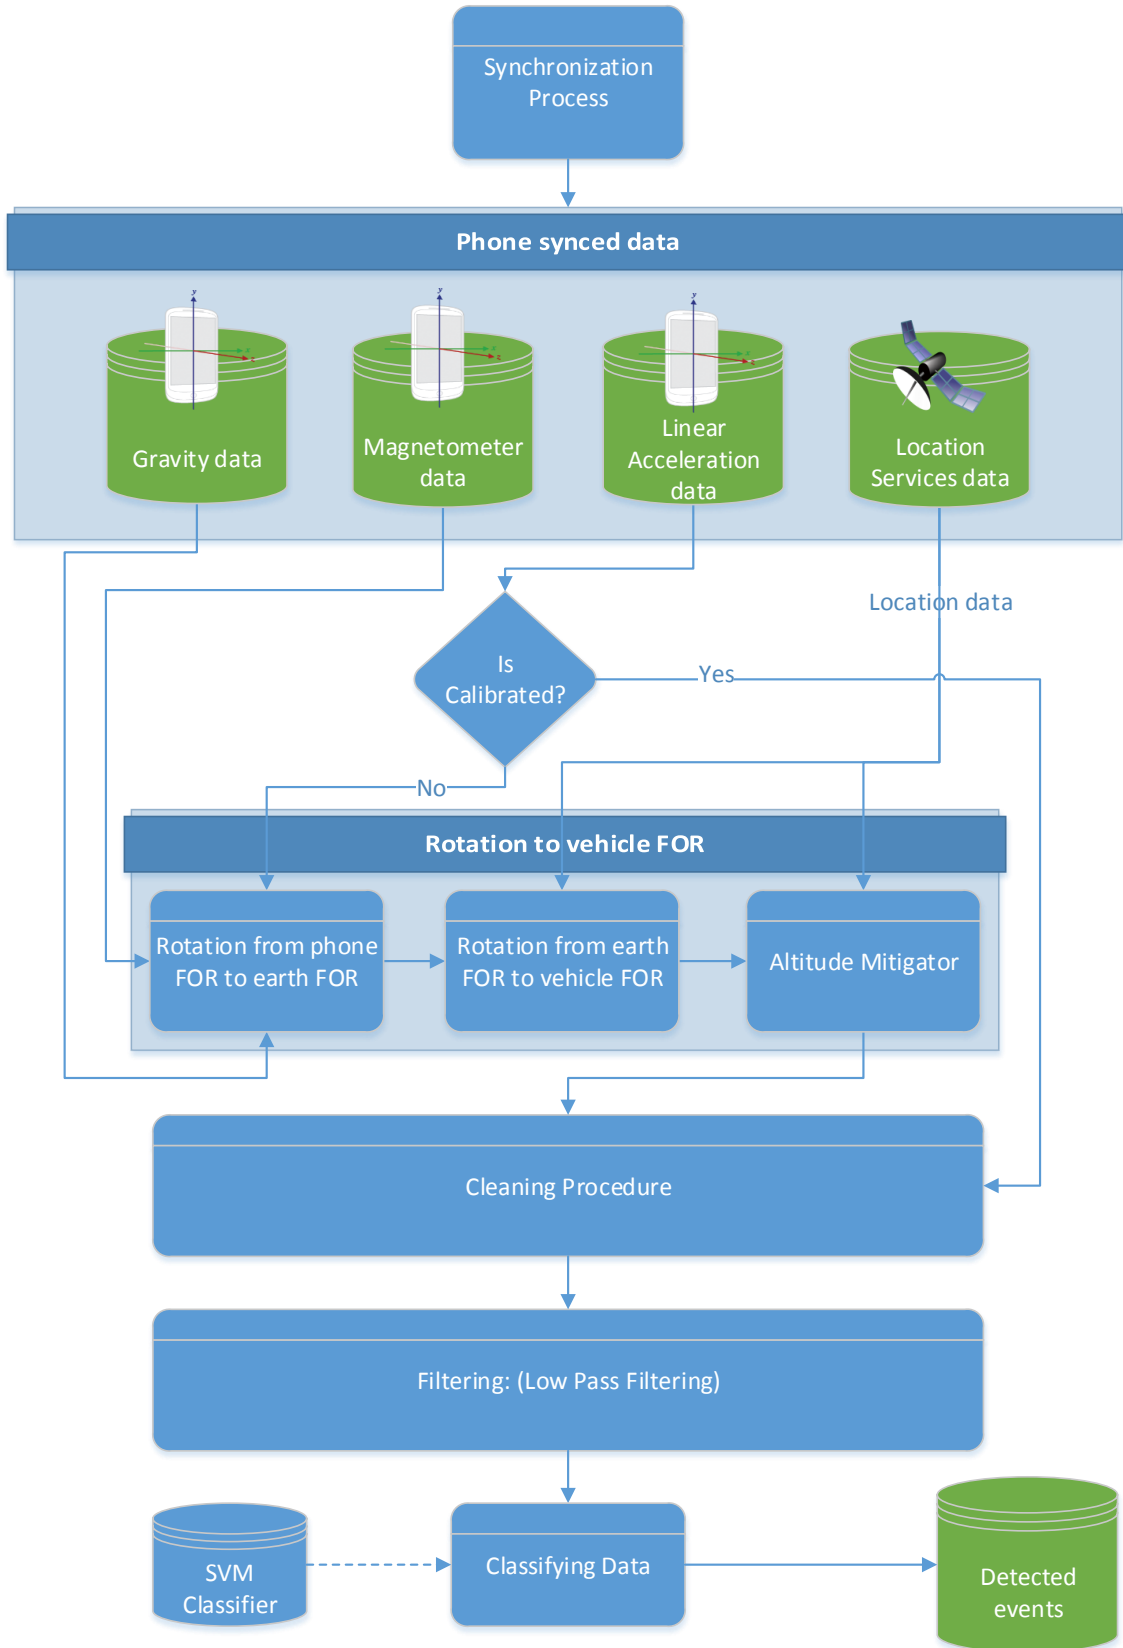 Synchronization
Process
Phone synced data
y
x
z
y
x
z
y
x
z
Gravity data
Magnetometer
data
Linear
Acceleration
data
Location
Services data
Location data
Is
Calibrated?
Yes
No
Rotation to vehicle FOR
Rotation from phone
FOR to earth FOR
Rotation from earth
FOR to vehicle FOR
Altitude Mitigator
Cleaning Procedure
Filtering: (Low Pass Filtering)
SVM
Classifier
Classifying Data
Detected
events